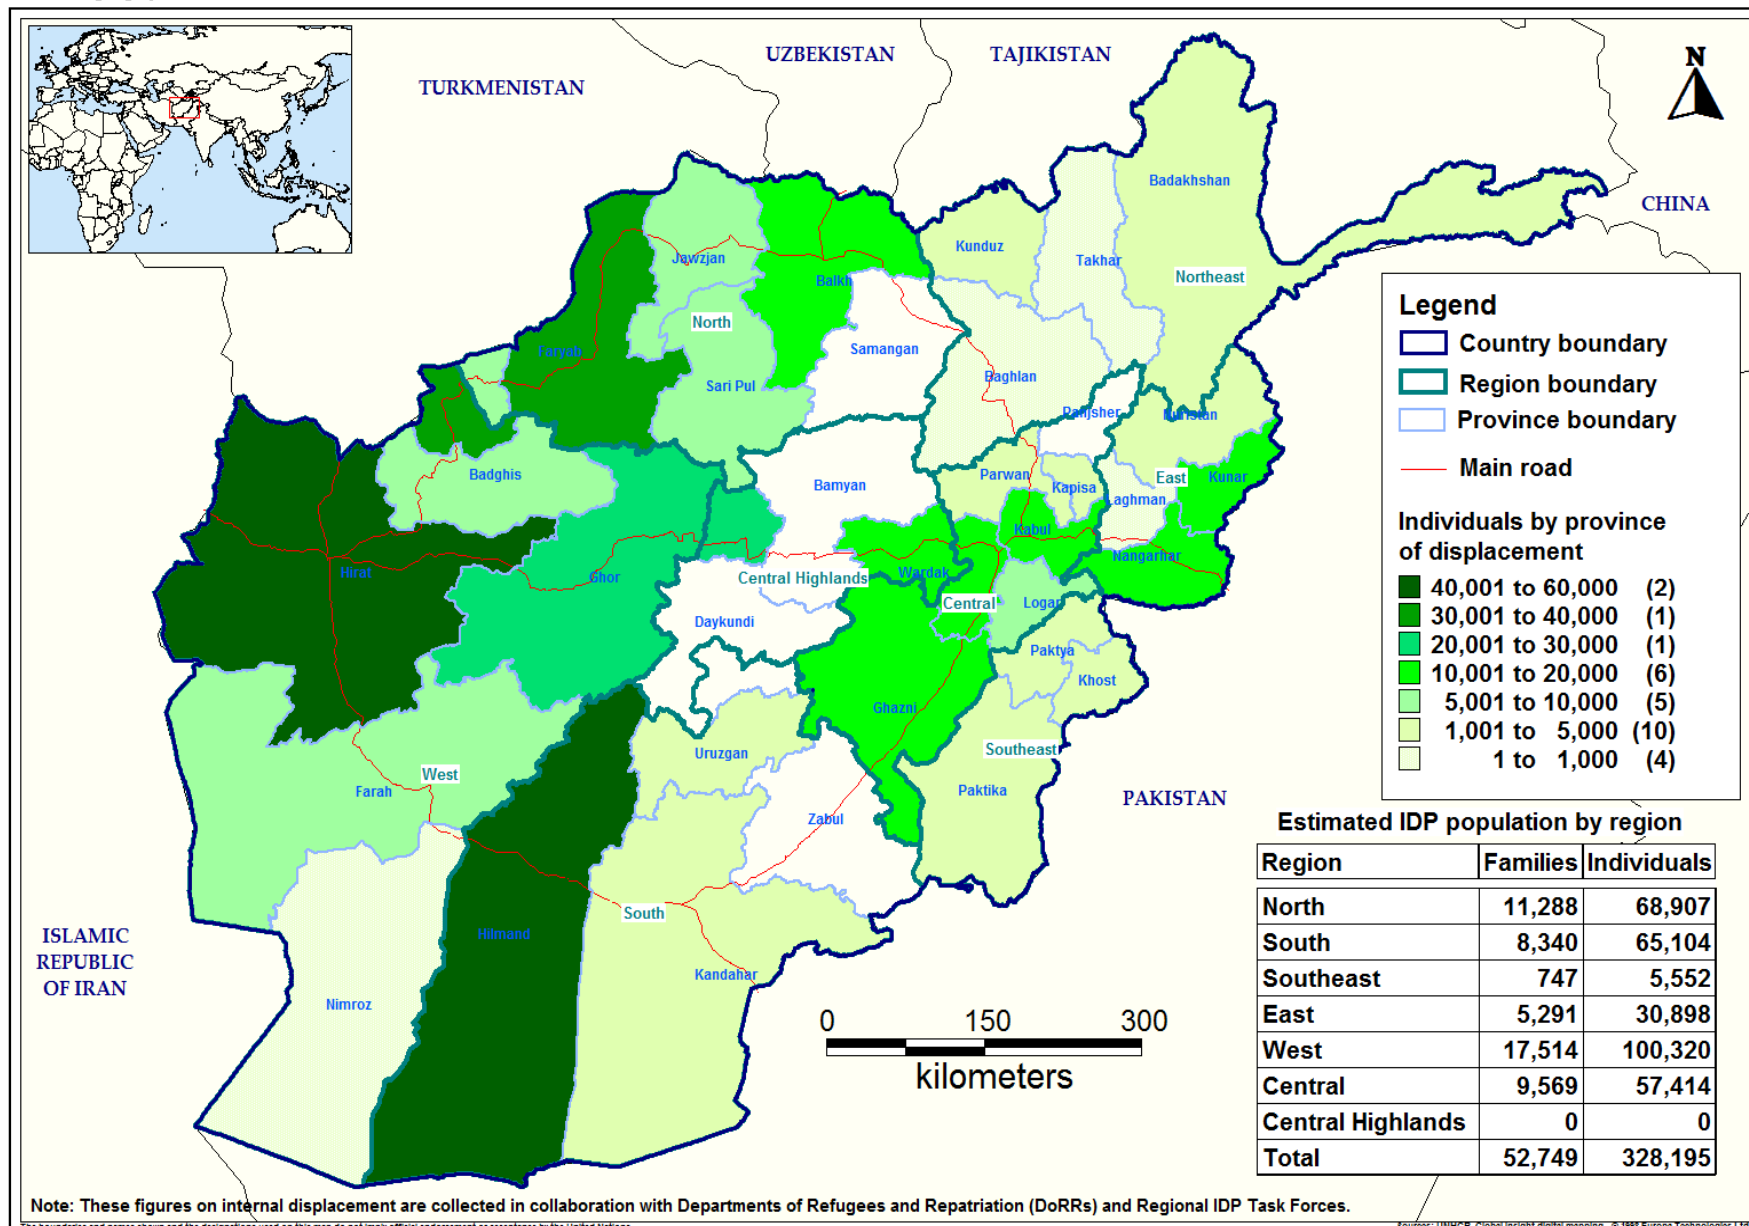 UZBEKISTAN
TAJIKISTAN
TURKMENISTAN
N
CHINA
Badakhshan
Kunduz
Takhar
Northeast
Jawzjan
Balkh
North
Faryab
Samangan
Sari Pul
Baghlan
Panjsher
Nuristan
Badghis
Bamyan
Parwan
Kapisa
East
Kunar
Laghman
Kabul
Nangarhar
Hirat
Ghor
Wardak
Central Highlands
Central
Logar
Daykundi
Paktya
Khost
Ghazni
Uruzgan
Southeast
West
Farah
Paktika
Zabul
PAKISTAN
South
Hilmand
Kandahar
Nimroz
ISLAMIC
REPUBLIC
OF IRAN
0 150 300
kilometers
Legend
Country boundary
Region boundary
Province boundary
Main road
Individuals by province
of displacement
40,001 to 60,000 (2)
30,001 to 40,000 (1)
20,001 to 30,000 (1)
10,001 to 20,000 (6)
5,001 to 10,000 (5)
1,001 to 5,000 (10)
1 to 1,000 (4)
Estimated IDP population by region
Region Families Individuals
North 11,288 68,907
South 8,340 65,104
Southeast 747 5,552
East 5,291 30,898
West 17,514 100,320
Central 9,569 57,414
Central Highlands 0 0
Total 52,749 328,195
Note: These figures on internal displacement are collected in collaboration with Departments of Refugees and Repatriation (DoRRs) and Regional IDP Task Forces.